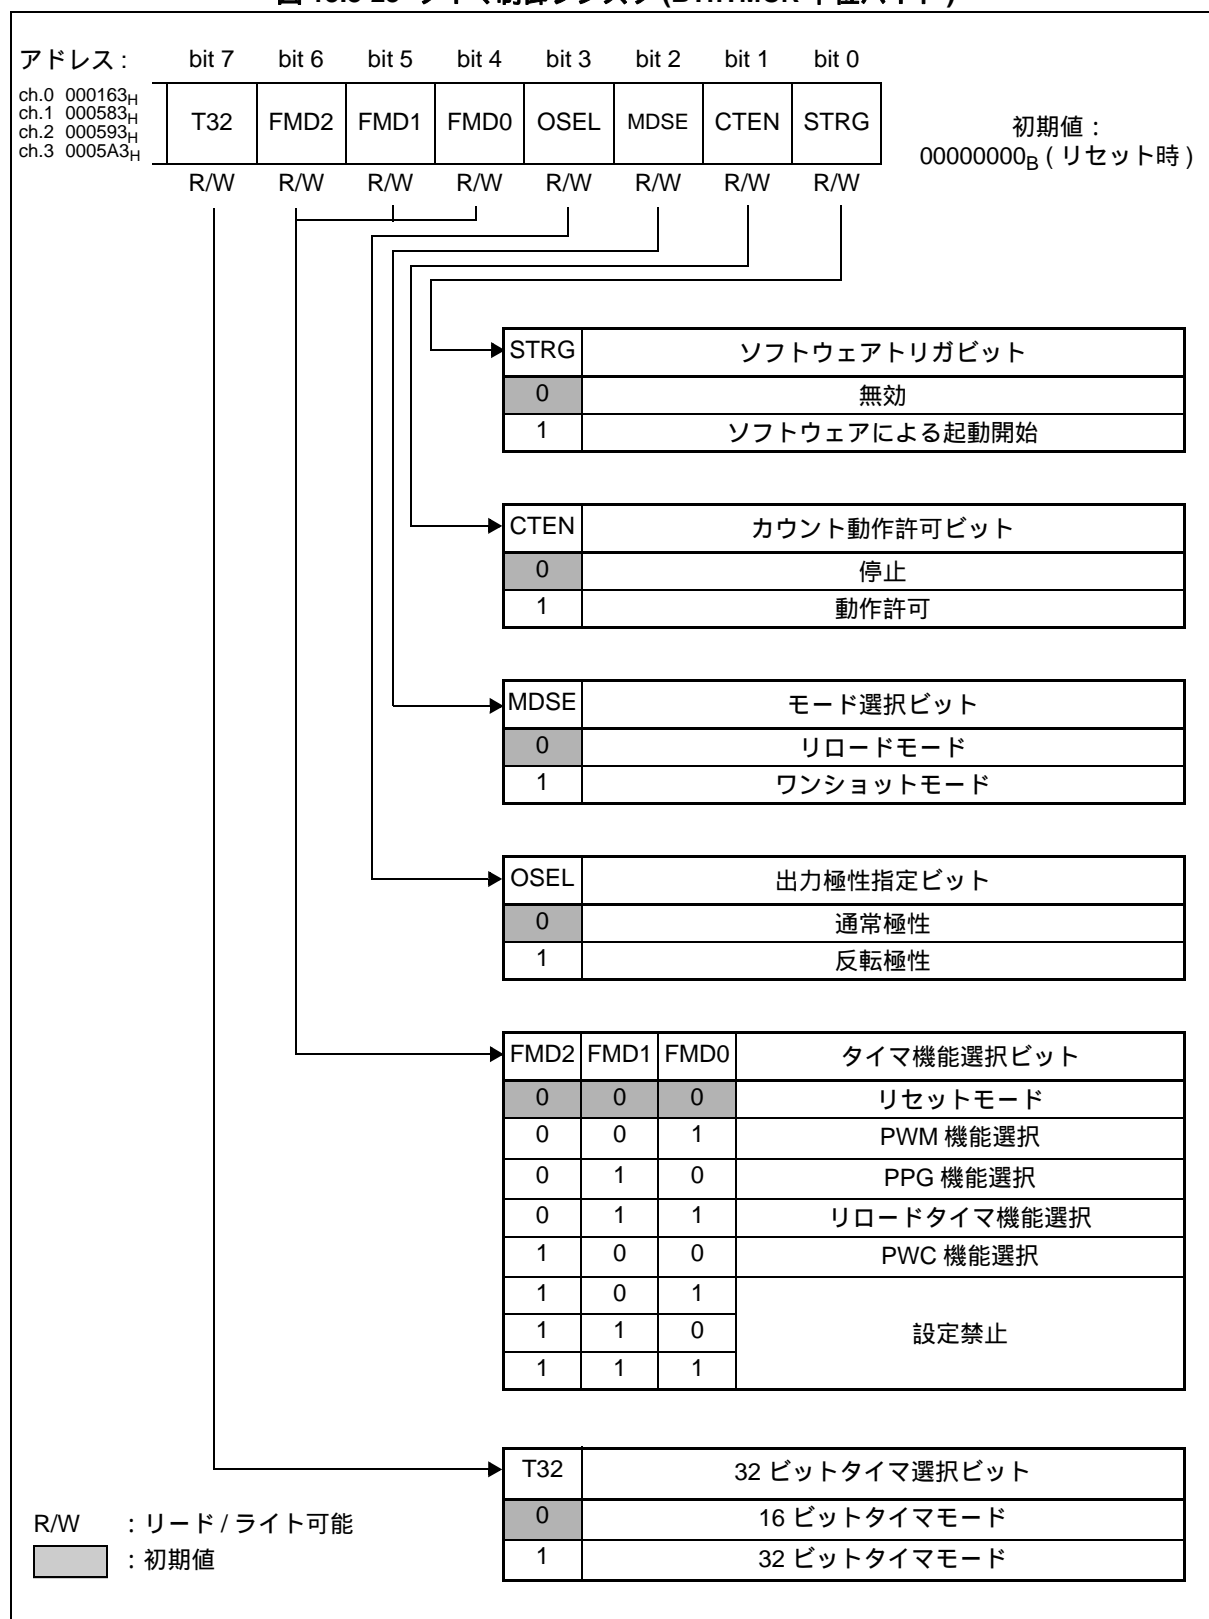 アドレス : bit 7 bit 6 bit 5 bit 4 bit 3 bit 2 bit 1 bit 0
ch.0 000163H
ch.1 000583H
ch.2 000593H
ch.3 0005A3H
T32 FMD2 FMD1 FMD0 OSEL MDSE CTEN STRG
初期値 :
00000000B ( リセット時 )
R/W R/W R/W R/W R/W R/W R/W R/W
STRG ソフトウェアトリガビット
0 無効
1 ソフトウェアによる起動開始
CTEN カウント動作許可ビット
0 停止
1 動作許可
MDSE モード選択ビット
0 リロードモード
1 ワンショットモード
OSEL 出力極性指定ビット
0 通常極性
1 反転極性
FMD2 FMD1 FMD0 タイマ機能選択ビット
0 0 0 リセットモード
0 0 1 PWM 機能選択
0 1 0 PPG 機能選択
0 1 1 リロードタイマ機能選択
1 0 0 PWC 機能選択
1 0 1
1 1 0 設定禁止
1 1 1
T32 32 ビットタイマ選択ビット
0 16 ビットタイマモード
1 32 ビットタイマモード
R/W : リード / ライト可能
: 初期値